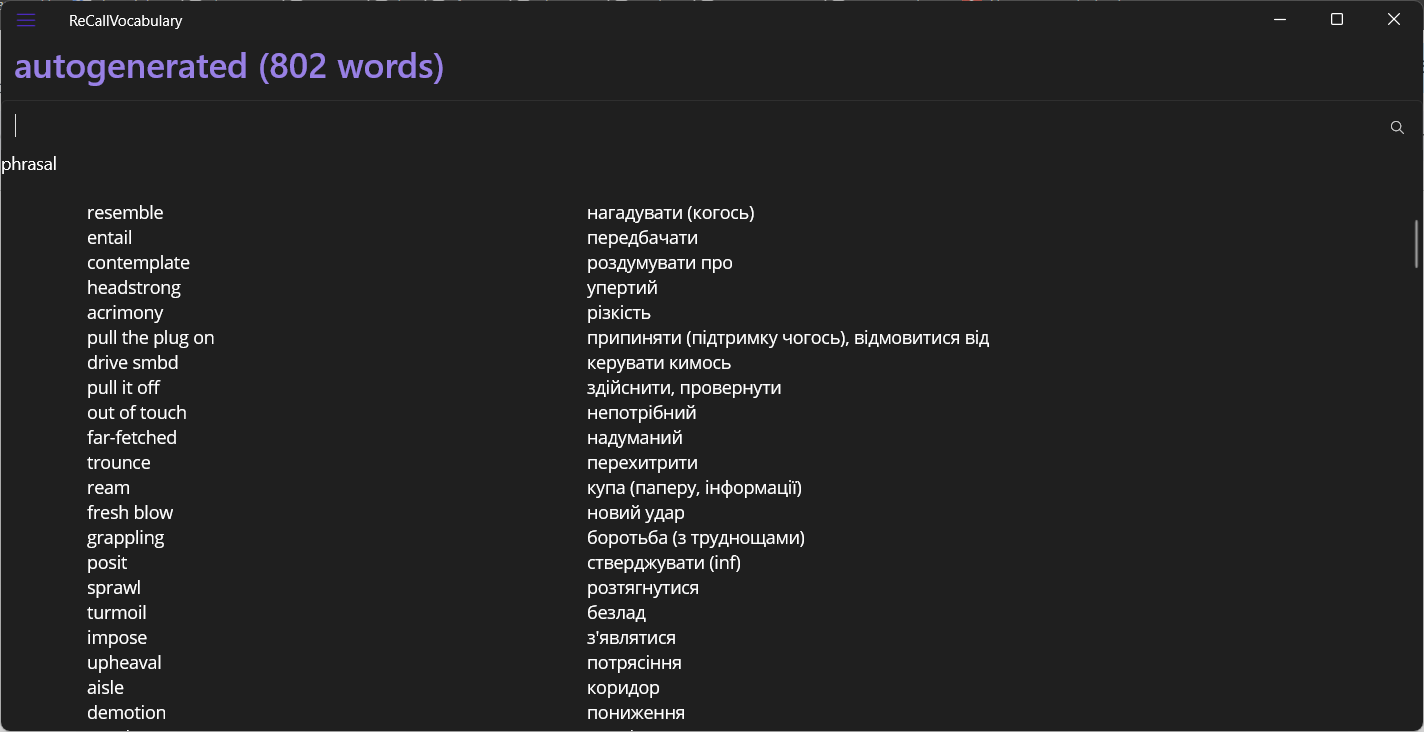 ReCallVocabulary
autogenerated (802 words)
phrasal
resemble нагадувати (когось)
entail передбачати
contemplate роздумувати про
headstrong упертий
acrimony різкість
pull the plug on припиняти (підтримку чогось), відмовитися від
drive smbd керувати кимось
pull it off здійснити, провернути
out of touch непотрібний
far-fetched надуманий
trounce перехитрити
ream купа (паперу, інформації)
fresh blow новий удар
grappling боротьба (з труднощами)
posit стверджувати (inf)
sprawl розтягнутися
turmoil безлад
impose з'являтися
upheaval потрясіння
aisle коридор
demotion пониження